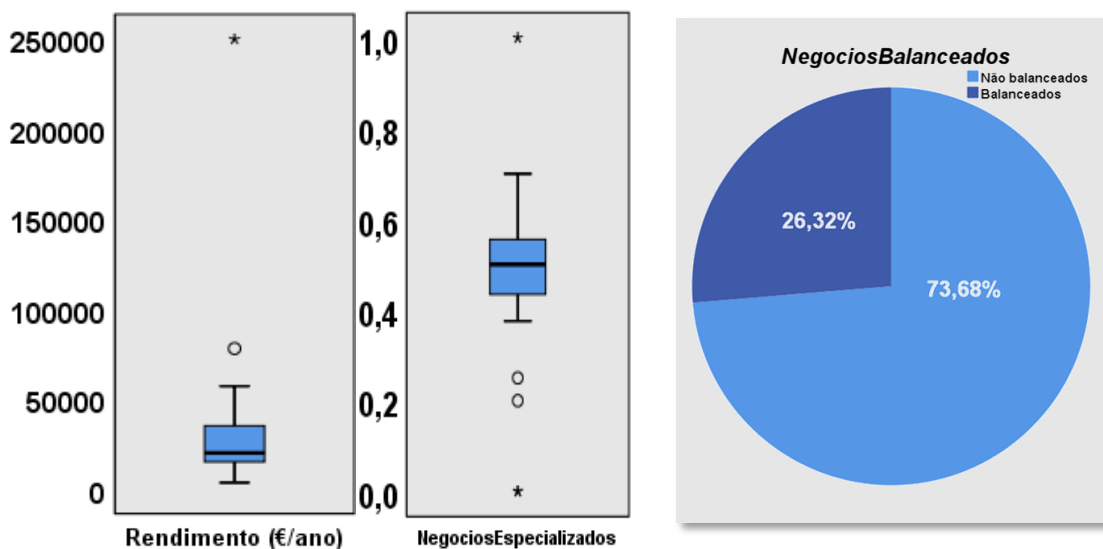 250000
200000
150000
100000
50000
0
Rendimento (€/ano)
1,0
0,8
0,6
0,4
0,2
0,0
NegociosEspecializados
NegociosBalanceados
Não balanceados
Balanceados
26,32%
73,68%